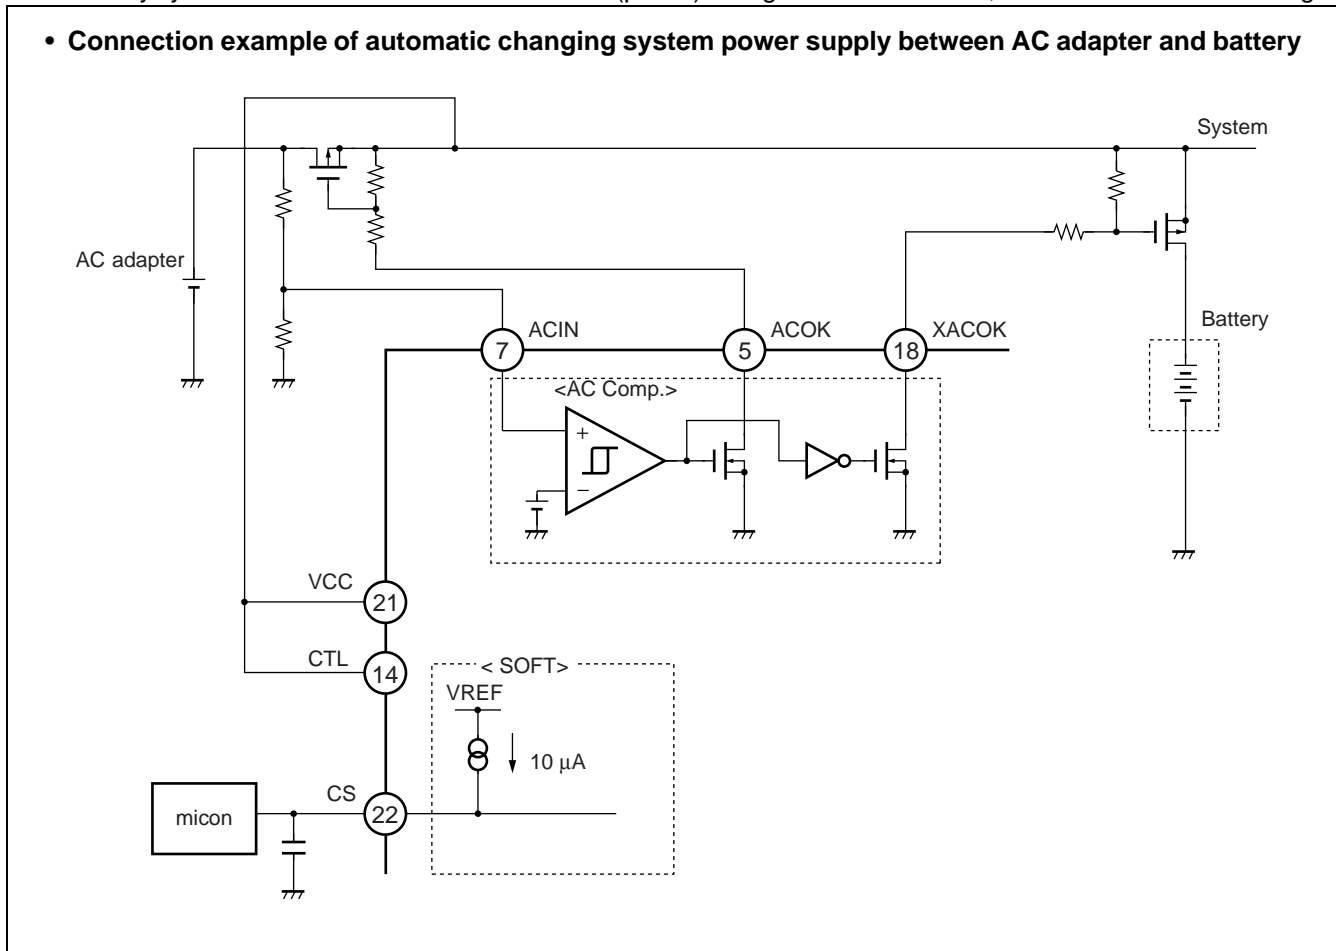 • Connection example of automatic changing system power supply between AC adapter and battery
System
AC adapter
Battery
ACIN
ACOK
XACOK
7
5
18
<AC Comp.>
+
−
VCC
21
CTL
14
< SOFT>
VREF
10 μA
CS
22
micon